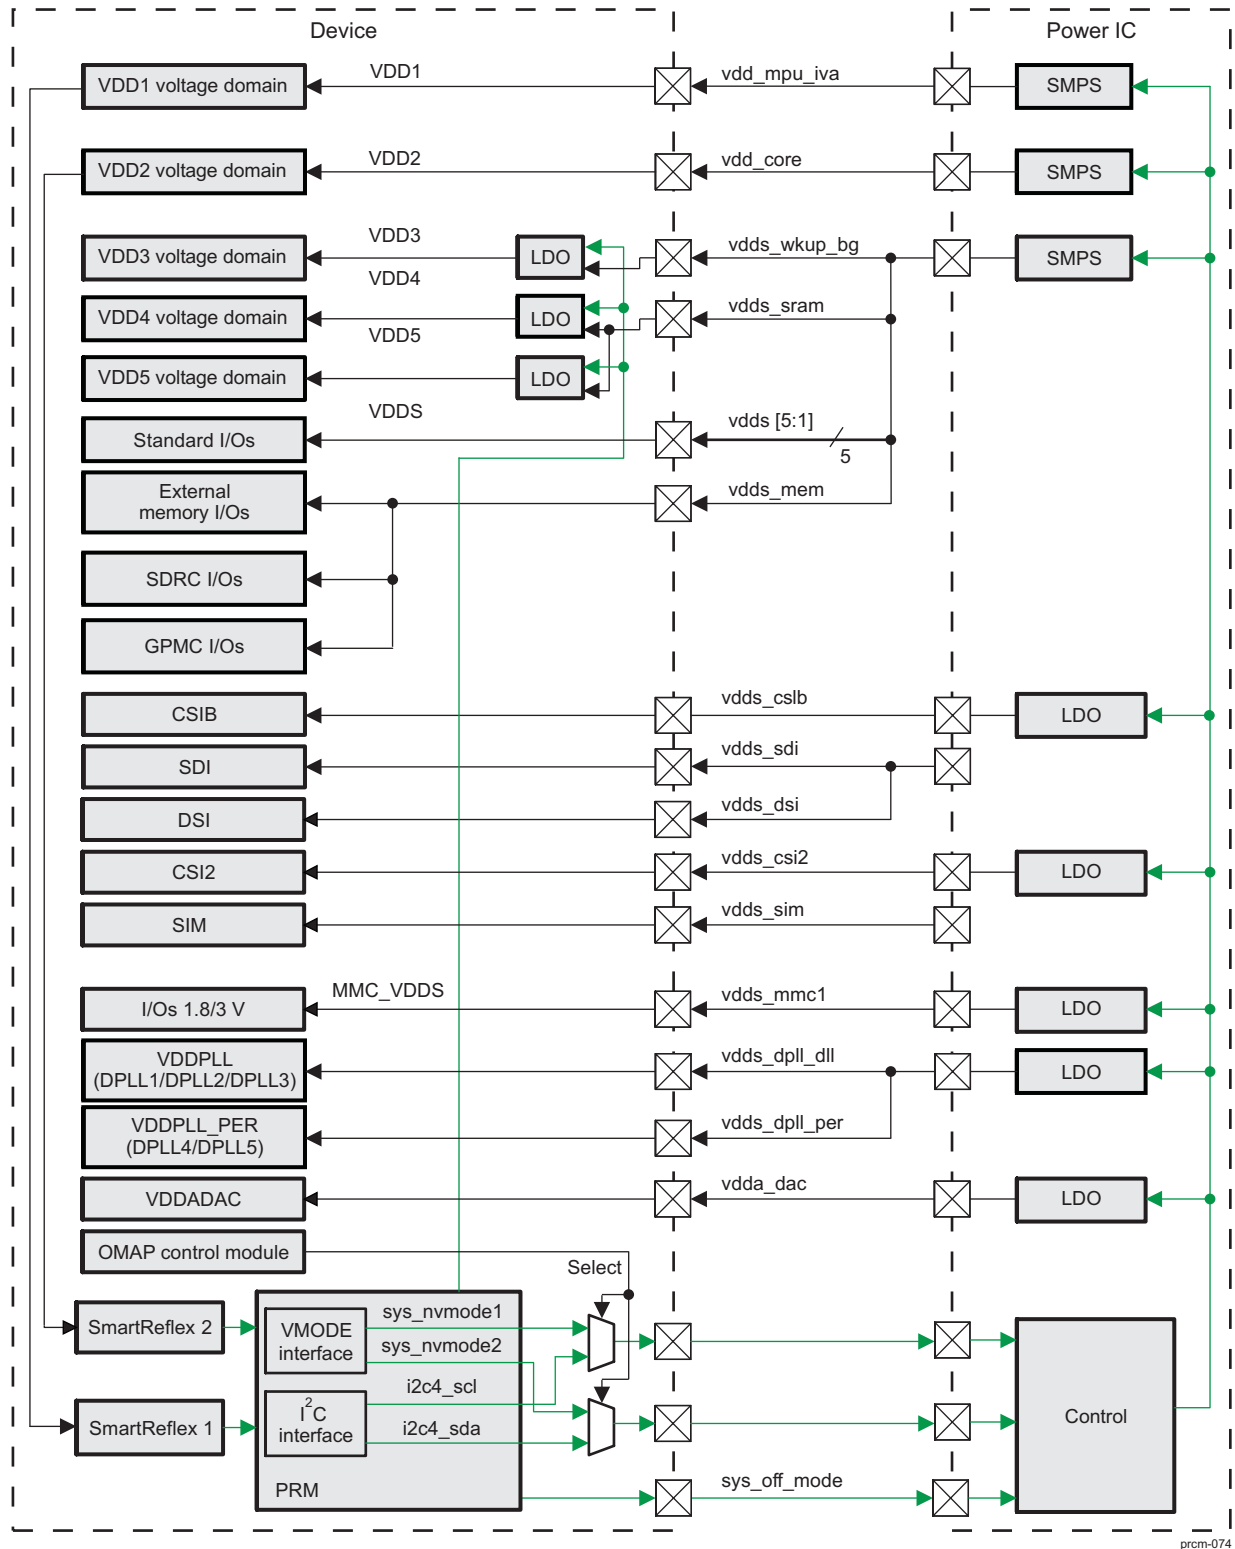 Device
Power IC
VDD1 voltage domain
VDD1
vdd_mpu_iva
SMPS
VDD2 voltage domain
VDD2
vdd_core
SMPS
VDD3 voltage domain
VDD3
LDO
vdds_wkup_bg
SMPS
VDD4
VDD4 voltage domain
LDO
vdds_sram
VDD5
VDD5 voltage domain
LDO
VDDS
Standard I/Os
vdds [5:1]
5
External
memory I/Os
vdds_mem
SDRC I/Os
GPMC I/Os
CSIB
vdds_cslb
LDO
SDI
vdds_sdi
DSI
vdds_dsi
CSI2
vdds_csi2
LDO
SIM
vdds_sim
I/Os 1.8/3 V
MMC_VDDS
vdds_mmc1
LDO
VDDPLL
(DPLL1/DPLL2/DPLL3)
vdds_dpll_dll
LDO
VDDPLL_PER
(DPLL4/DPLL5)
vdds_dpll_per
VDDADAC
vdda_dac
LDO
OMAP control module
Select
SmartReflex 2
VMODE
interface
sys_nvmode1
sys_nvmode2
SmartReflex 1
I2C
interface
i2c4_scl
i2c4_sda
Control
PRM
sys_off_mode
prcm-074